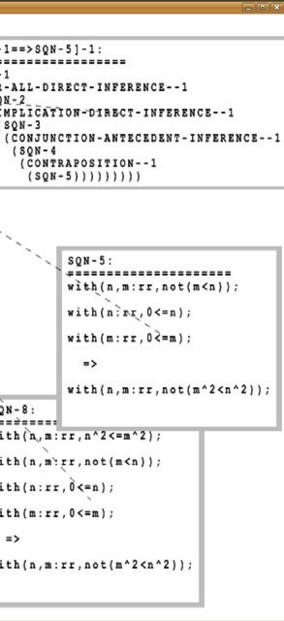 -1==>SQN-5]-1:
================
-1
R-ALL-DIRECT-INFERENCE--1
QN-2
IMPLICATION-DIRECT-INFERENCE--1
(SQN-3
(CONJUNCTION-ANTECEDENT-INFERENCE--1
(SQN-4
(CONTRAPOSITION--1
(SQN-5)))))))))
SQN-5:
=====================
with(n,m:rr,not(m<n));
with(n:rr,0<=n);
with(m:rr,0<=m);
=>
with(n,m:rr,not(m^2<n^2));
QN-8:
ith(n,m:rr,n^2<=m^2);
ith(n,m:rr,not(m<n));
ith(n:rr,0<=n);
ith(m:rr,0<=m);
=>
ith(n,m:rr,not(m^2<n^2));